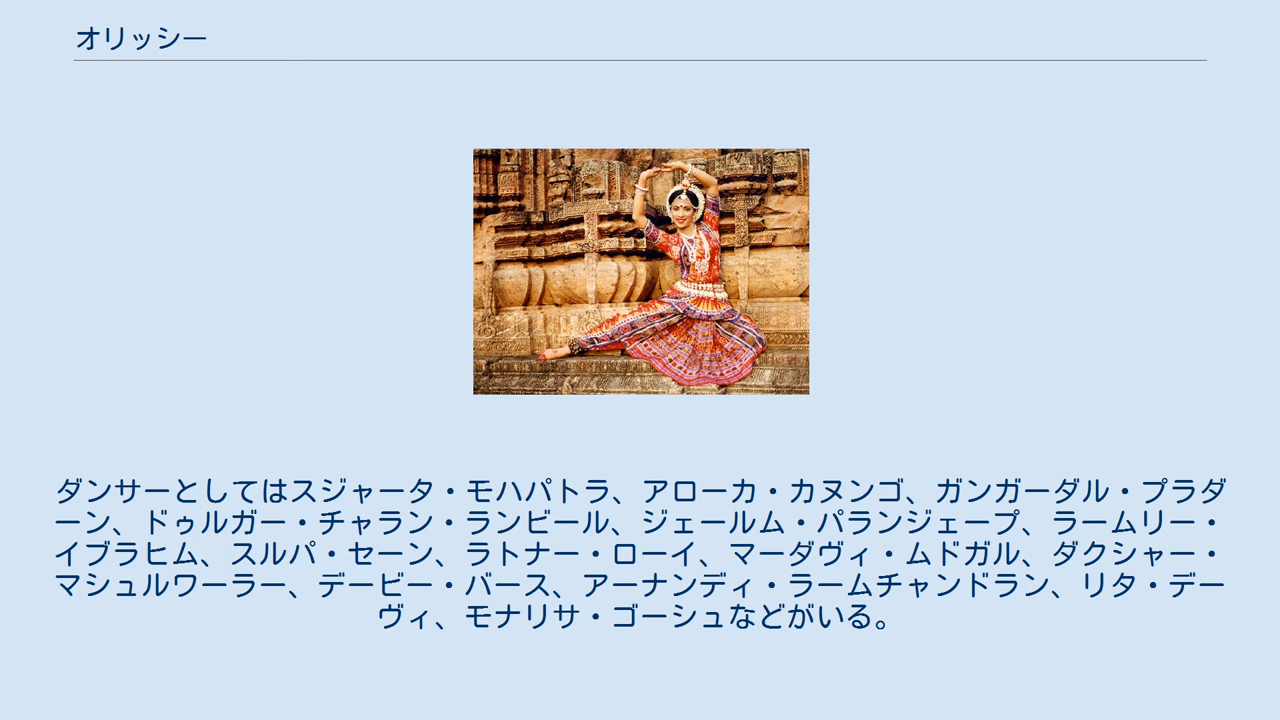 オリッシー
ダンサーとしてはスジャータ・モハパトラ、アローカ・カヌンゴ、ガンガーダル・プラダ
ーン、ドゥルガー・チャラン・ランビール、ジェールム・パランジェープ、ラームリー・
イブラヒム、スルパ・セーン、ラトナー・ローイ、マーダヴィ・ムドガル、ダクシャー・
マシュルワーラー、デービー・バース、アーナンディ・ラームチャンドラン、リタ・デー
ヴィ、モナリサ・ゴーシュなどがいる。